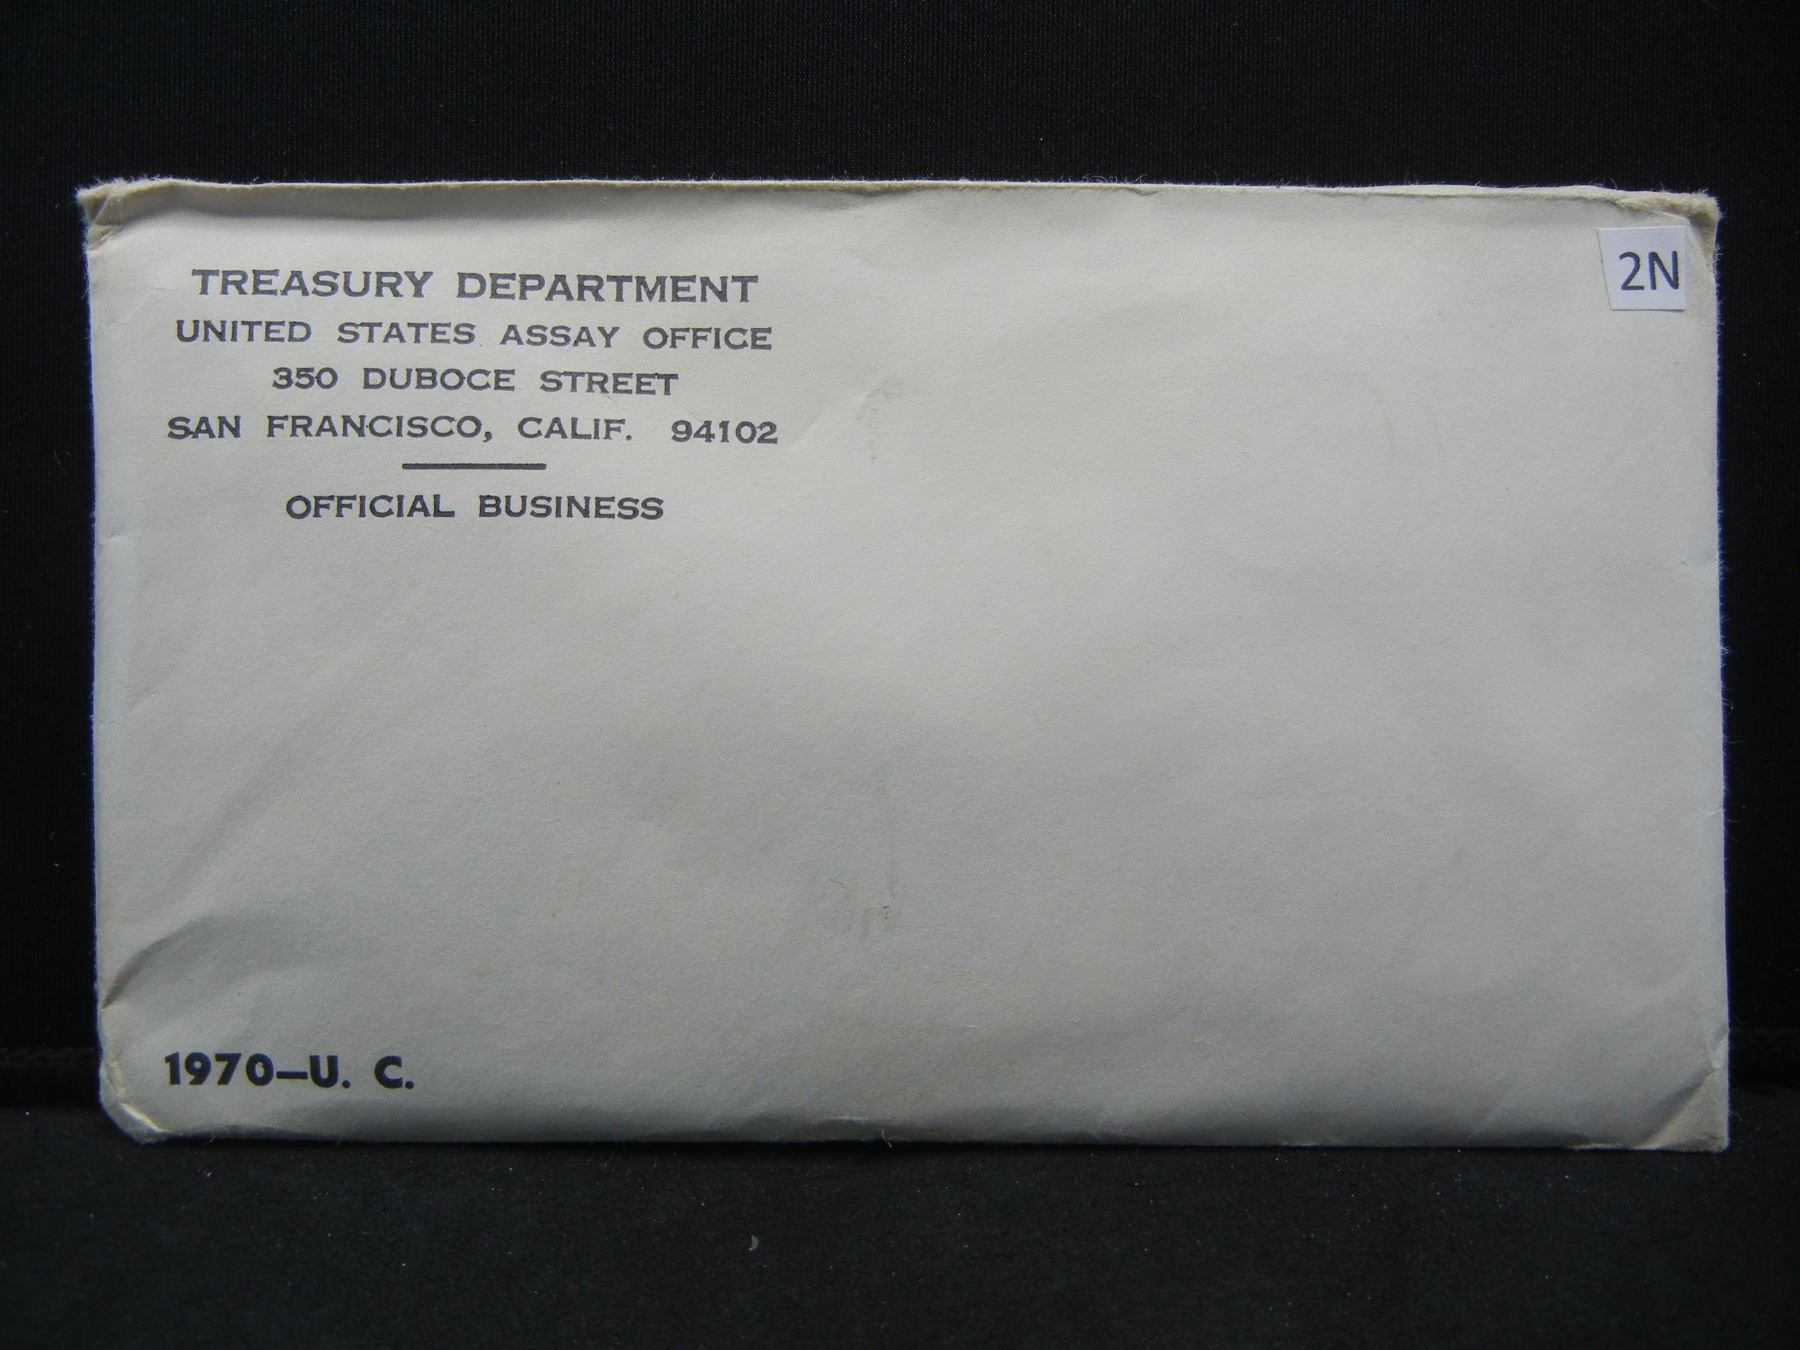 TREASURY DEPARTMENT
UNITED STATES ASSAY OFFICE
350 DUBOCE STREET
SAN FRANCISCO, CALIF. 94102
OFFICIAL BUSINESS
2N
1970—U. C.